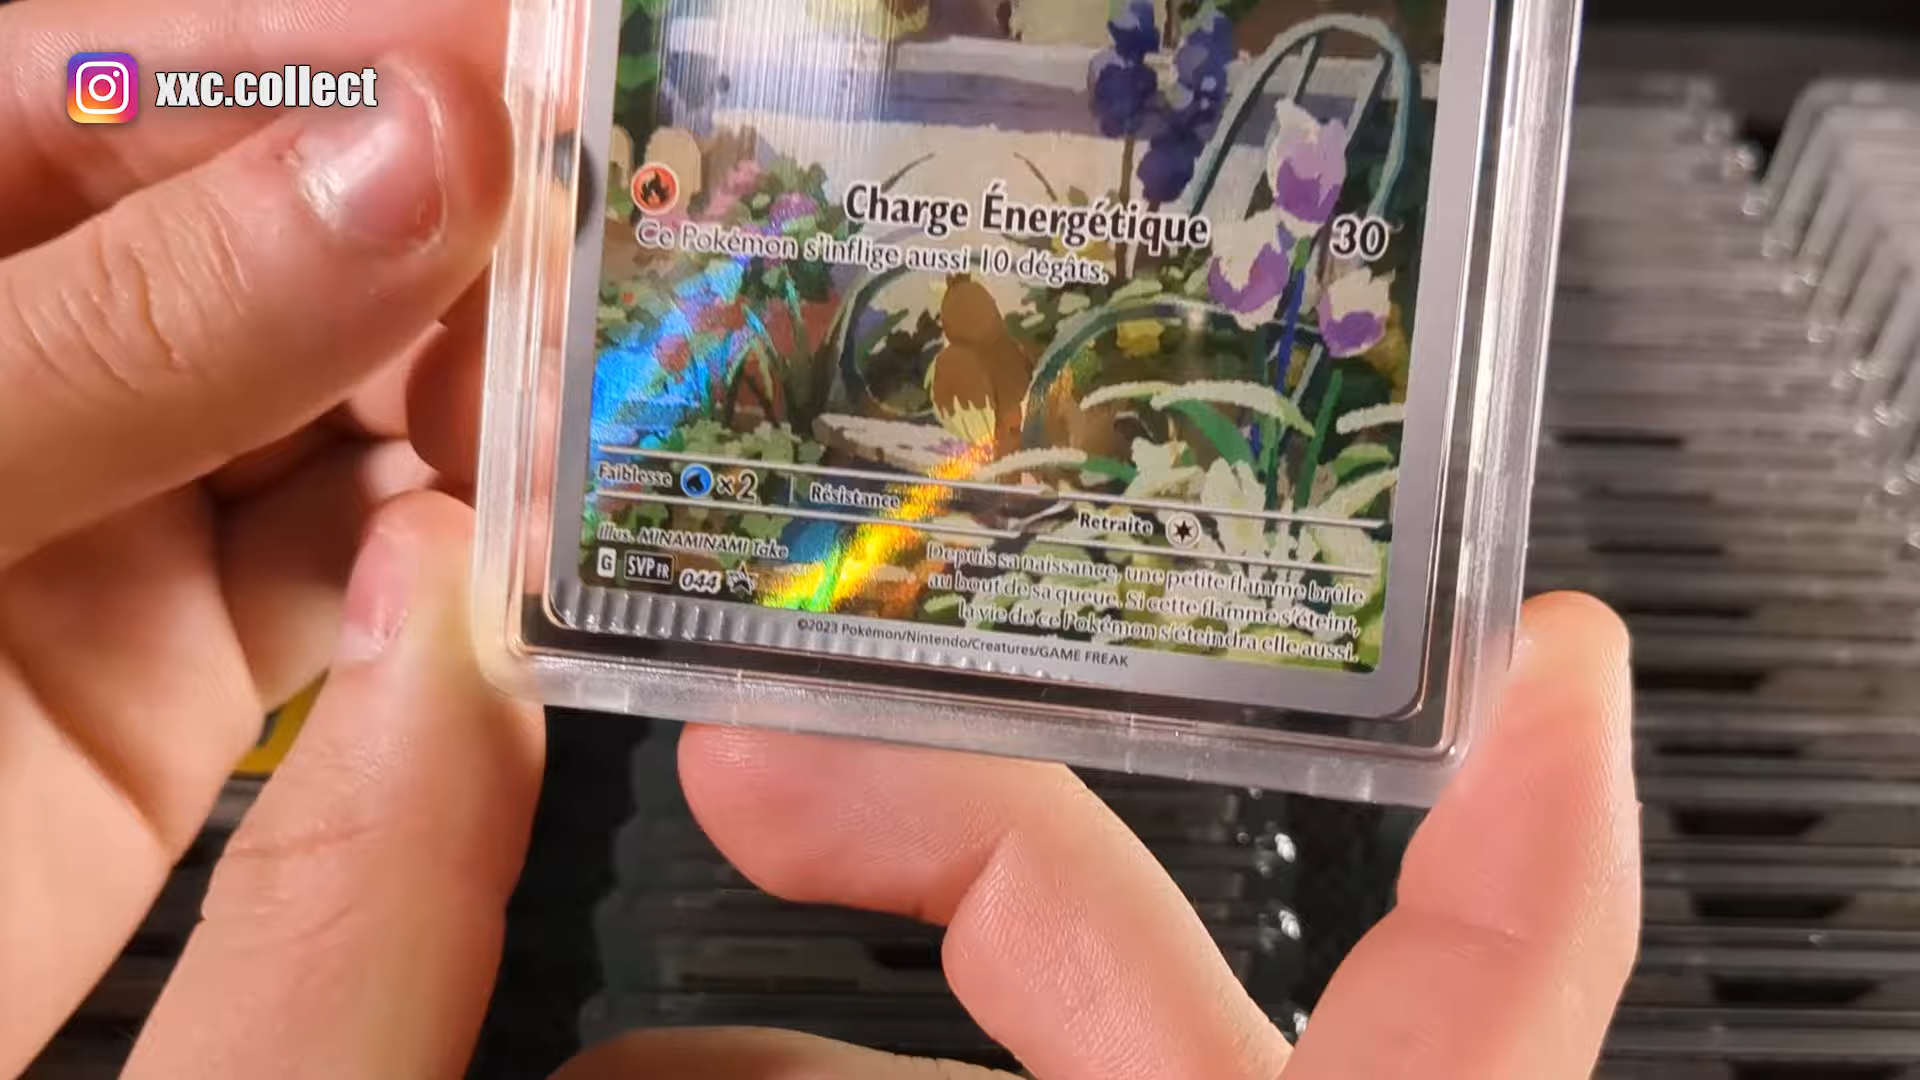 xxc.collect
Charge Énergétique 30
Ce Pokémon s'inflige aussi 10 dégâts.
Faiblesse ×2 Résistance Retraite
Illus. MINAMINAMI Take
G SVP FR 044
Depuis sa naissance, une petite flamme brûle
au bout de sa queue. Si cette flamme s'éteint,
la vie de ce Pokémon s'éteindra elle aussi.
©2023 Pokémon/Nintendo/Creatures/GAME FREAK